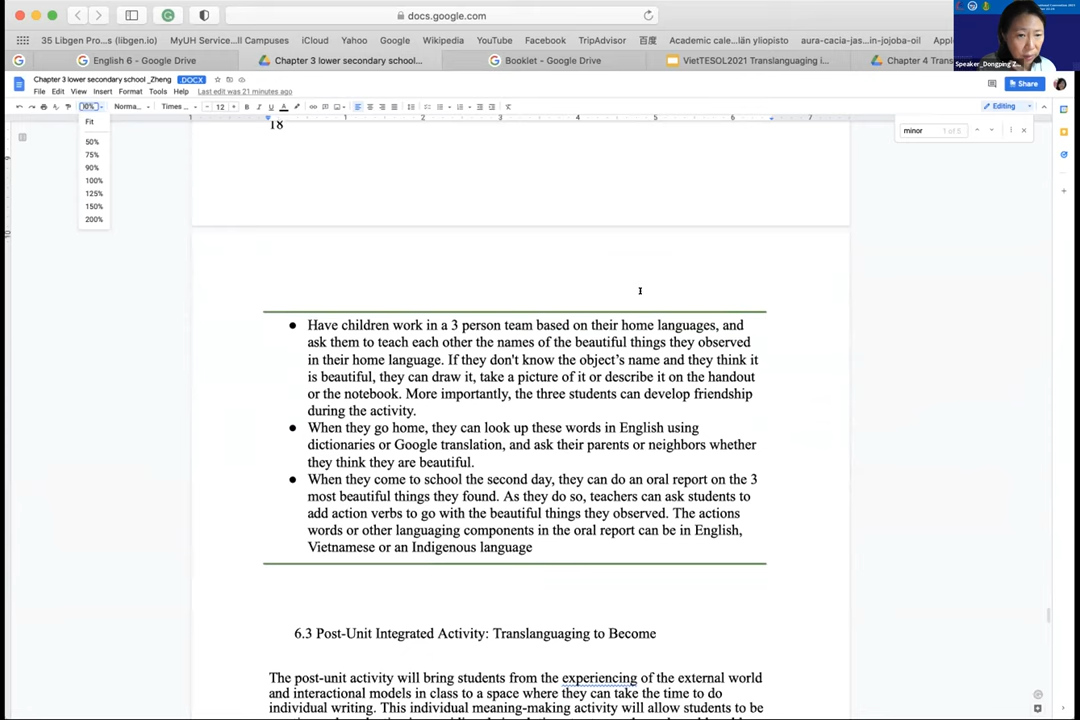 docs.google.com
35 Libgen Pro... (libgen.io) MyUH Service...ll Campuses iCloud Yahoo Google Wikipedia YouTube Facebook TripAdvisor 百度 Academic cale...län yliopisto aura-cacia-jas...in-jojoba-oil
English 6 - Google Drive Chapter 3 lower secondary school... Booklet - Google Drive VietTESOL2021 Translanguaging i... Chapter 4 Trans
Speaker_Dongping Z...
Chapter 3 lower secondary school _Zheng .DOCX
File Edit View Insert Format Tools Help Last edit was 21 minutes ago
Share
Norma... Times ... 12 B I U A Editing
1 1 2 3 4 5 6 7
minor 1 of 5
Fit
50%
75%
90%
100%
125%
150%
200%
18
● Have children work in a 3 person team based on their home languages, and
ask them to teach each other the names of the beautiful things they observed
in their home language. If they don't know the object's name and they think it
is beautiful, they can draw it, take a picture of it or describe it on the handout
or the notebook. More importantly, the three students can develop friendship
during the activity.
● When they go home, they can look up these words in English using
dictionaries or Google translation, and ask their parents or neighbors whether
they think they are beautiful.
● When they come to school the second day, they can do an oral report on the 3
most beautiful things they found. As they do so, teachers can ask students to
add action verbs to go with the beautiful things they observed. The actions
words or other languaging components in the oral report can be in English,
Vietnamese or an Indigenous language
6.3 Post-Unit Integrated Activity: Translanguaging to Become
The post-unit activity will bring students from the experiencing of the external world
and interactional models in class to a space where they can take the time to do
individual writing. This individual meaning-making activity will allow students to be